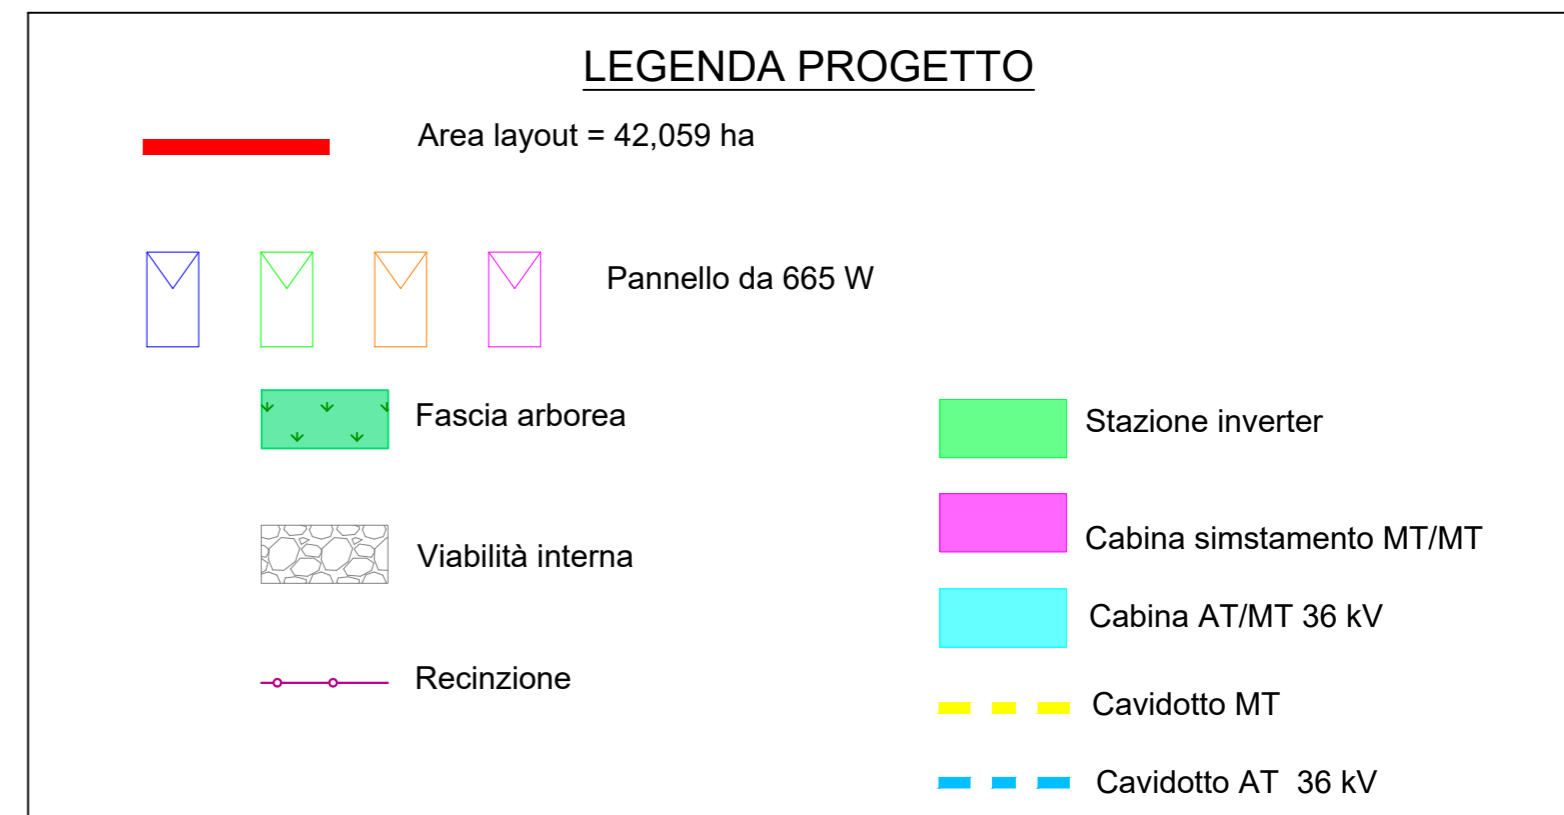 LEGENDA PROGETTO
Area layout = 42,059 ha
Pannello da 665 W
Fascia arborea
Viabilità interna
Recinzione
Stazione inverter
Cabina simstamento MT/MT
Cabina AT/MT 36 kV
Cavidotto MT
Cavidotto AT 36 kV